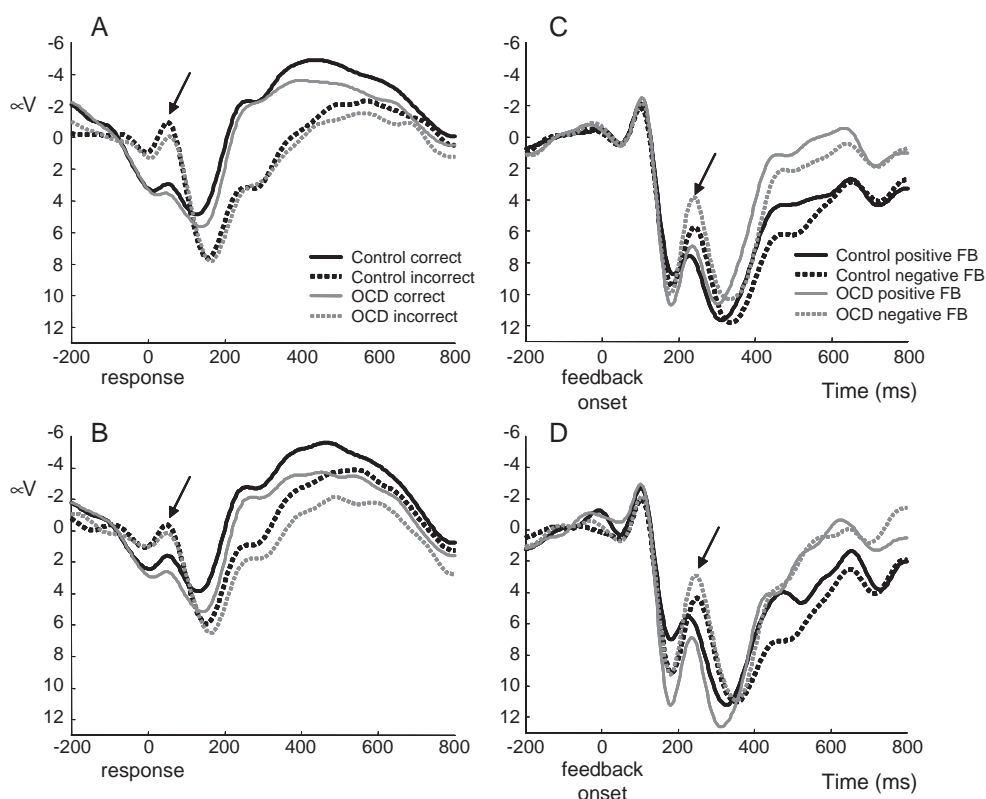 A
-6
-4
-2
∝V
0
2
4
6
8
10
12
Control correct
Control incorrect
OCD correct
OCD incorrect
-200 0 200 400 600 800
response
C
-6
-4
-2
0
2
4
6
8
10
12
Control positive FB
Control negative FB
OCD positive FB
OCD negative FB
-200 0 200 400 600 800
feedback
onset
Time (ms)
B
-6
-4
∝V
-2
0
2
4
6
8
10
12
-200 0 200 400 600 800
response
D
-6
-4
-2
0
2
4
6
8
10
12
-200 0 200 400 600 800
feedback
onset
Time (ms)